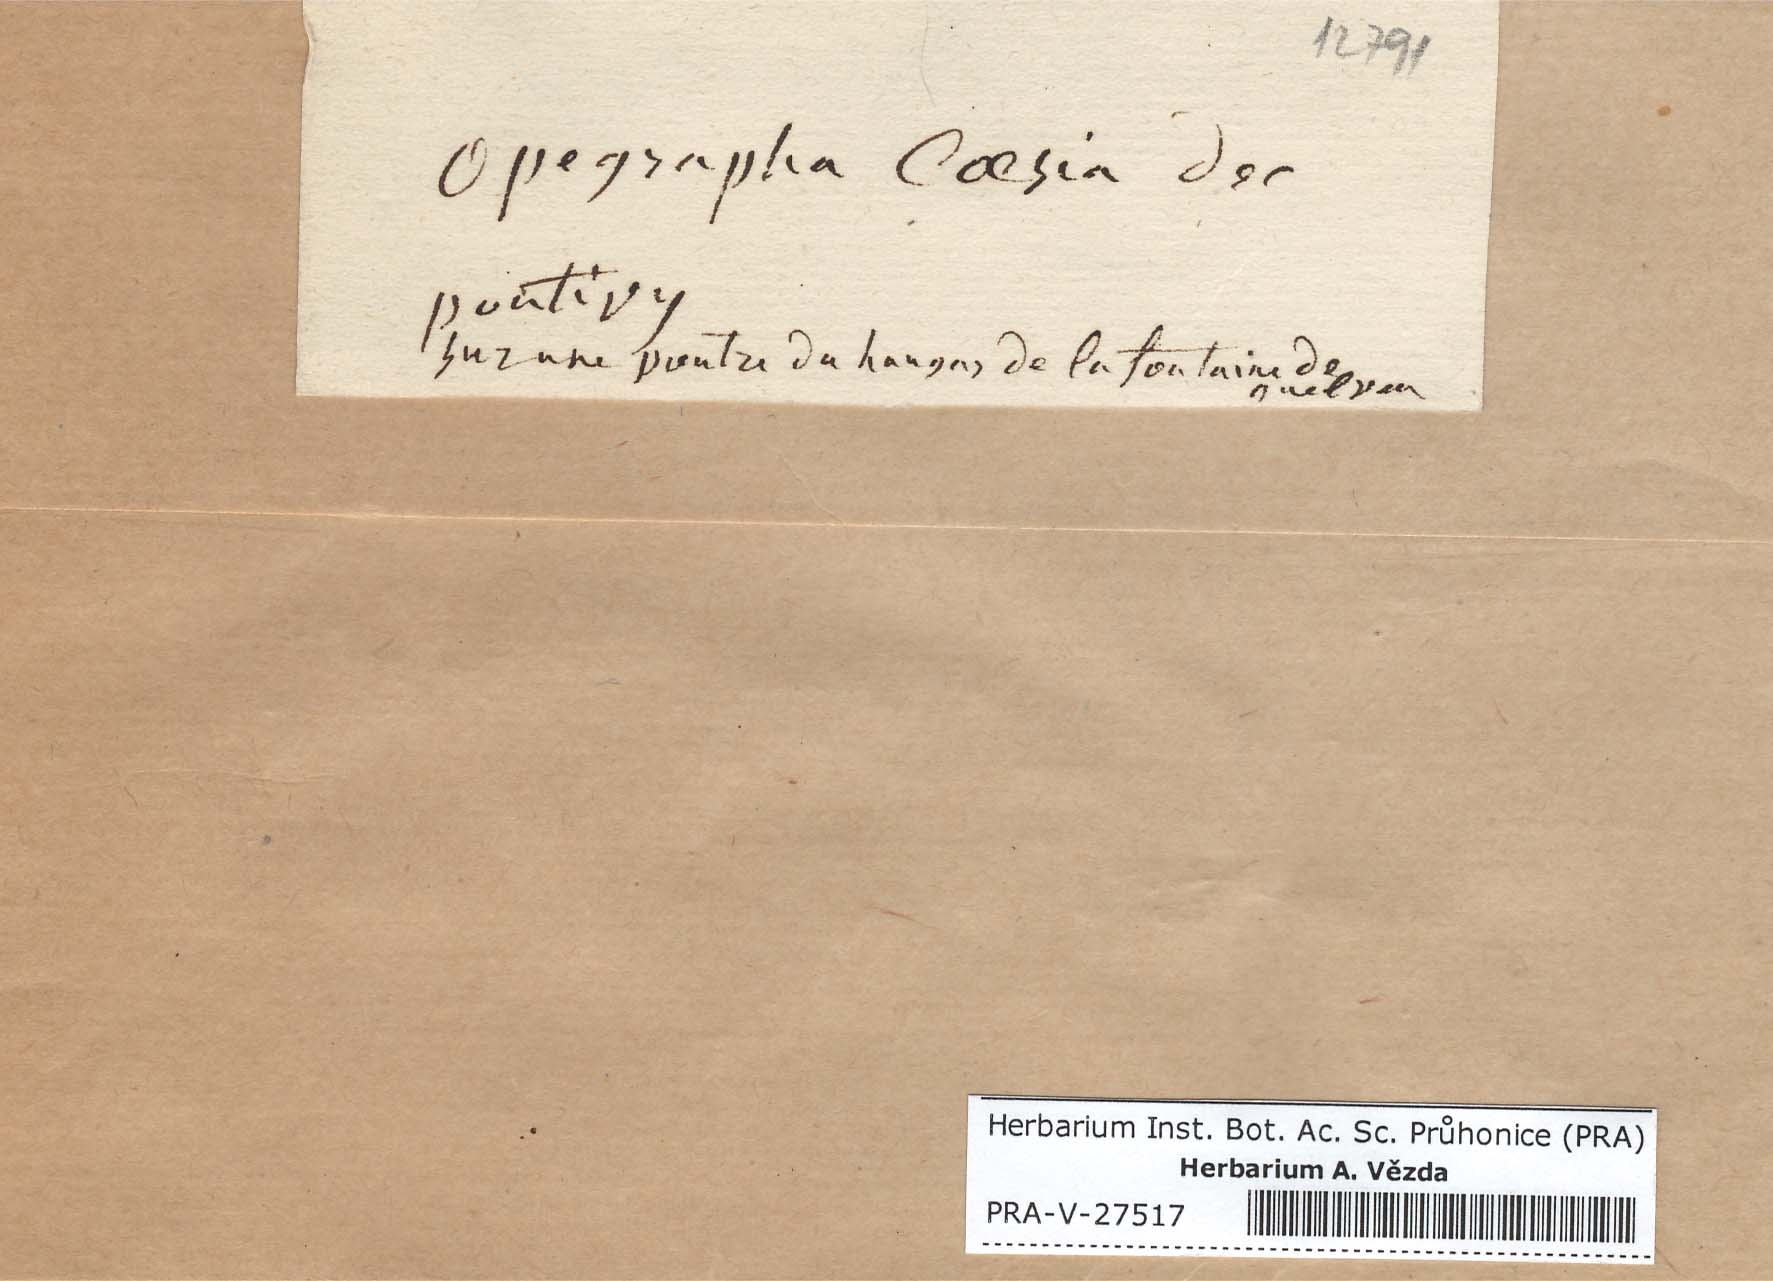 12791
Opegrapha Cœsia Dec
pontivy
sur une poutre du hangar de la fontaine de
quelven
Herbarium Inst. Bot. Ac. Sc. Průhonice (PRA)
Herbarium A. Vězda
PRA-V-27517